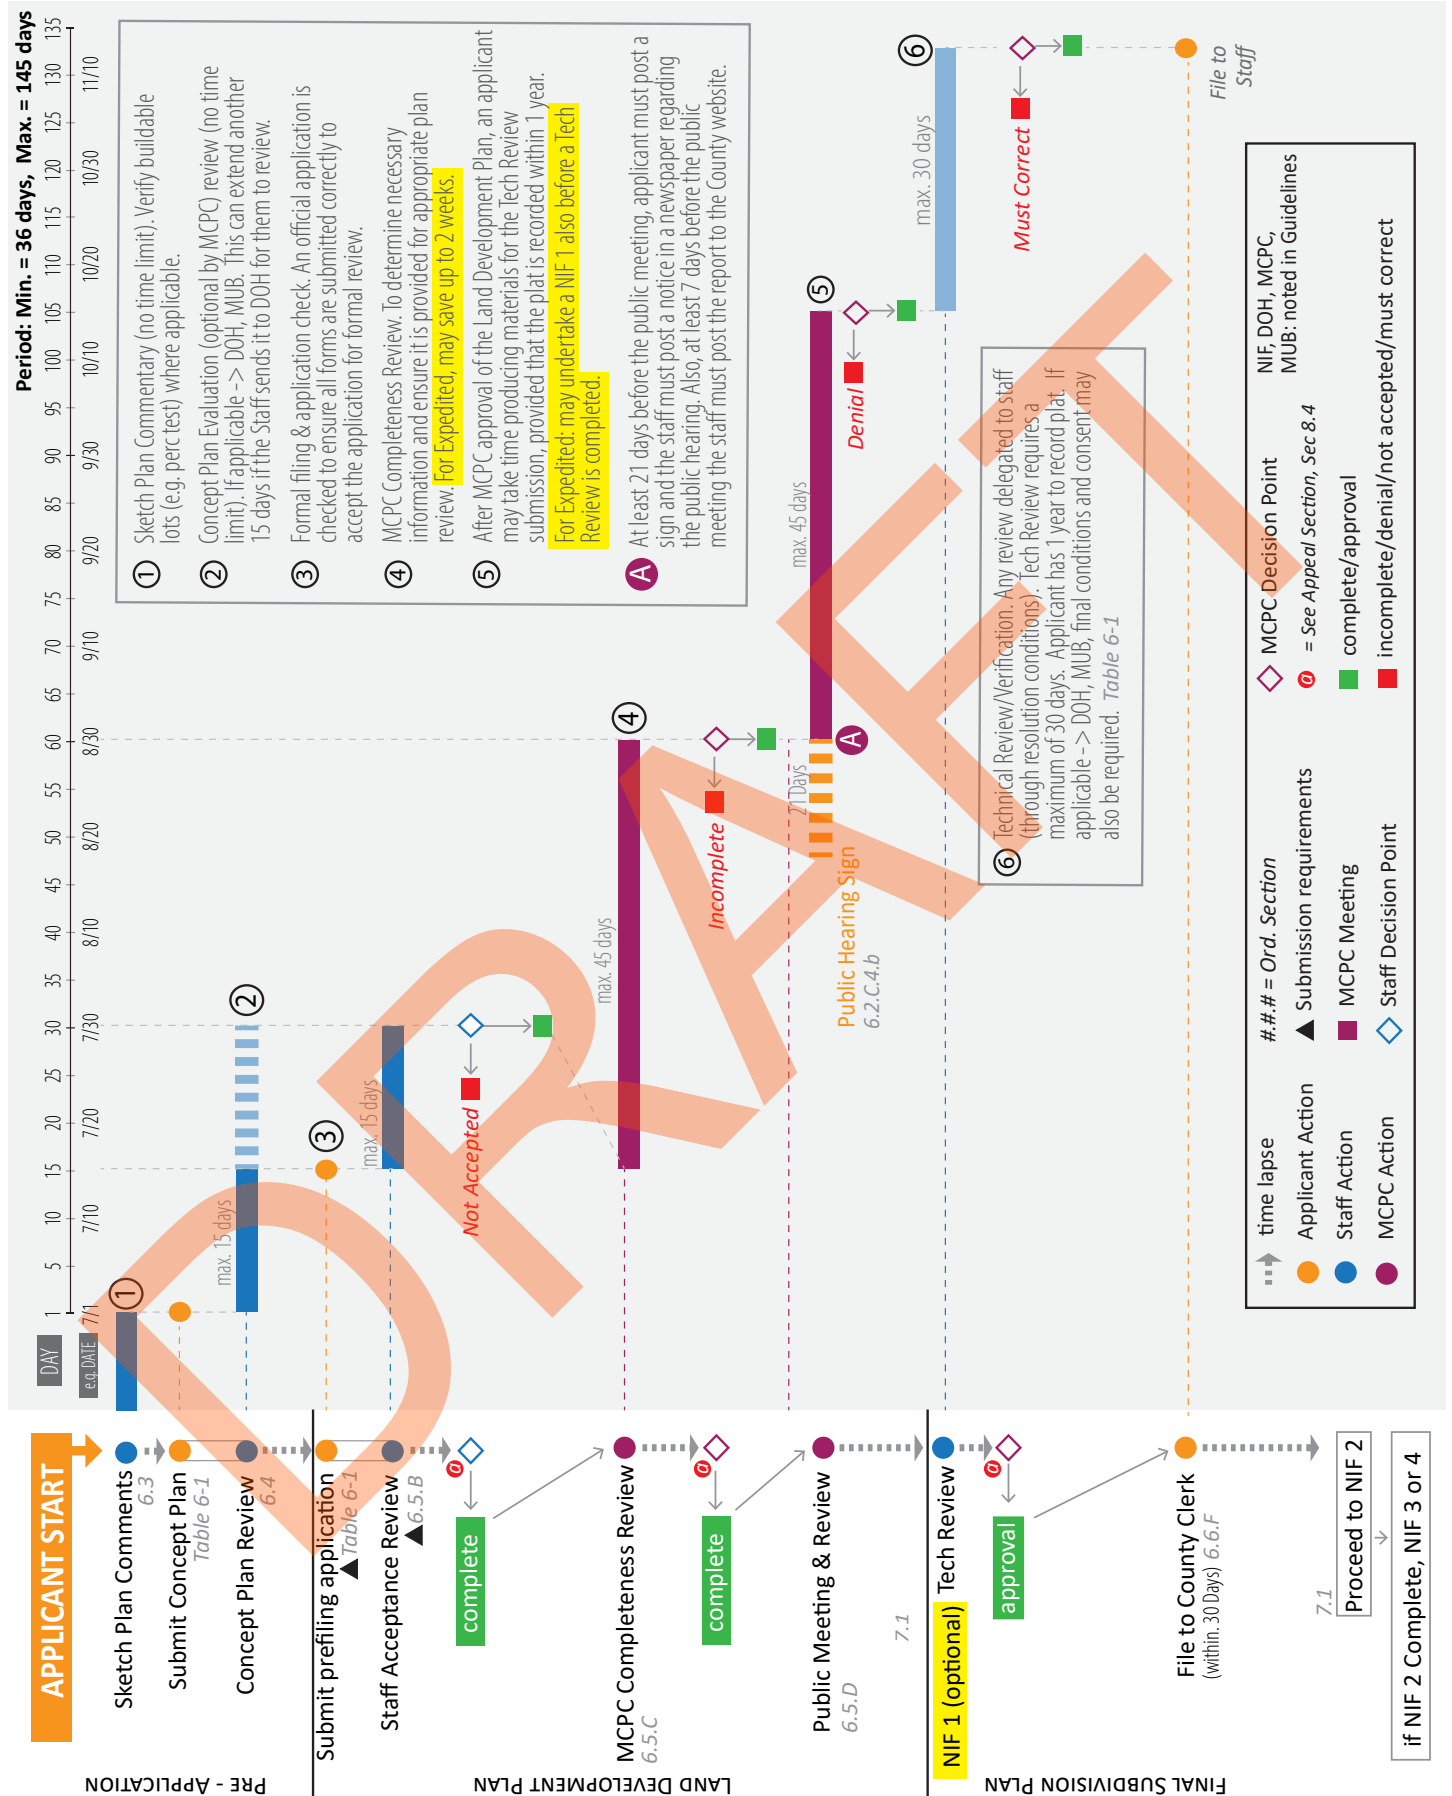 Period: Min. = 36 days, Max. = 145 days
DAY
1 5 10 15 20 25 30 35 40 45 50 55 60 65 70 75 80 85 90 95 100 105 110 115 120 125 130 135
e.g. DATE
7/1 7/10 7/20 7/30 8/10 8/20 8/30 9/10 9/20 9/30 10/10 10/20 10/30 11/10
APPLICANT START
PRE - APPLICATION
Sketch Plan Comments
6.3
Submit Concept Plan
Table 6-1
Concept Plan Review
6.4
1
max. 15 days
2
LAND DEVELOPMENT PLAN
Submit prefiling application
Table 6-1
Staff Acceptance Review
6.5.B
3
max. 15 days
a
complete
Not Accepted
MCPC Completeness Review
6.5.C
max. 45 days
4
a
complete
Incomplete
Public Meeting & Review
6.5.D
21 Days
Public Hearing Sign
6.2.C.4.b
A
max. 45 days
5
Denial
FINAL SUBDIVISION PLAN
7.1
NIF 1 (optional) Tech Review
max. 30 days
6
a
approval
Must Correct
File to County Clerk
(within. 30 Days) 6.6.F
File to
Staff
7.1
Proceed to NIF 2
if NIF 2 Complete, NIF 3 or 4
1 Sketch Plan Commentary (no time limit). Verify buildable
lots (e.g. perc test) where applicable.
2 Concept Plan Evaluation (optional by MCPC) review (no time
limit). If applicable -> DOH, MUB. This can extend another
15 days if the Staff sends it to DOH for them to review.
3 Formal filing & application check. An official application is
checked to ensure all forms are submitted correctly to
accept the application for formal review.
4 MCPC Completeness Review. To determine necessary
information and ensure it is provided for appropriate plan
review. For Expedited, may save up to 2 weeks.
5 After MCPC approval of the Land Development Plan, an applicant
may take time producing materials for the Tech Review
submission, provided that the plat is recorded within 1 year.
For Expedited: may undertake a NIF 1 also before a Tech
Review is completed.
A At least 21 days before the public meeting, applicant must post a
sign and the staff must post a notice in a newspaper regarding
the public hearing. Also, at least 7 days before the public
meeting the staff must post the report to the County website.
6 Technical Review/Verification. Any review delegated to staff
(through resolution conditions). Tech Review requires a
maximum of 30 days. Applicant has 1 year to record plat. If
applicable -> DOH, MUB, final conditions and consent may
also be required. Table 6-1
time lapse
Applicant Action
Staff Action
MCPC Action
#.#.# = Ord. Section
Submission requirements
MCPC Meeting
Staff Decision Point
MCPC Decision Point
a = See Appeal Section, Sec 8.4
complete/approval
incomplete/denial/not accepted/must correct
NIF, DOH, MCPC,
MUB: noted in Guidelines
DRAFT